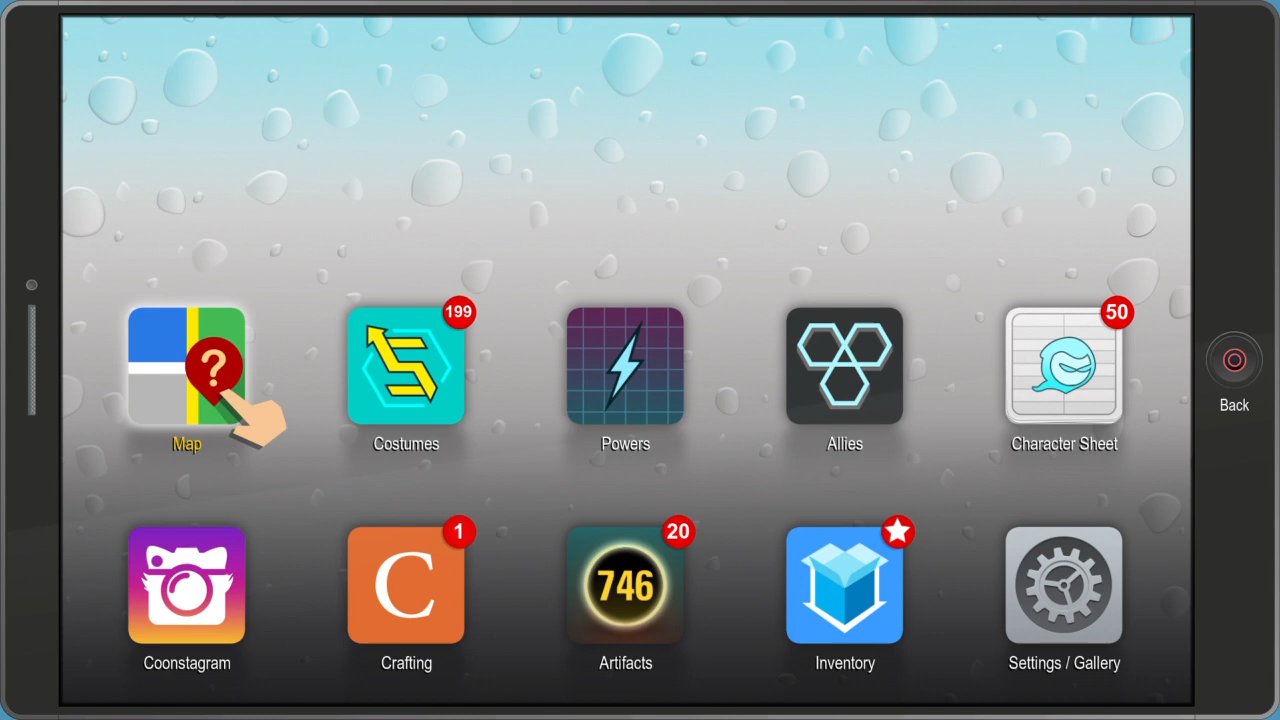 199
50
?
Back
Map
Costumes
Powers
Allies
Character Sheet
1
20
C
746
Coonstagram
Crafting
Artifacts
Inventory
Settings / Gallery